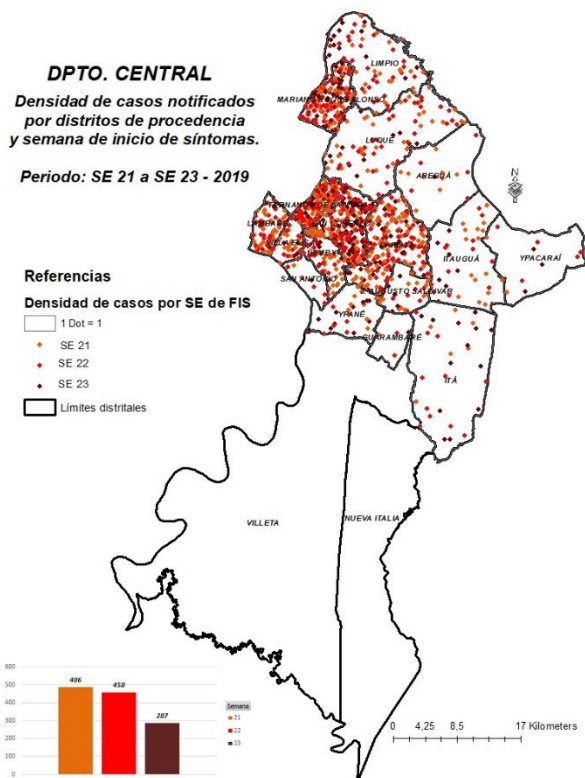 DPTO. CENTRAL
Densidad de casos notificados
por distritos de procedencia
y semana de inicio de síntomas.
Periodo: SE 21 a SE 23 - 2019
Referencias
Densidad de casos por SE de FIS
1 Dot = 1
SE 21
SE 22
SE 23
Límites distritales
LIMPIO
LUQUE
AREGUÁ
N
ITAUGUÁ
YPACARAÍ
SAN ANTONIO
YPANÉ
GUARAMBARÉ
ITÁ
VILLETA
NUEVA ITALIA
600
500
400
300
200
100
0
486
458
287
Semana
21
22
23
0 4,25 8,5 17 Kilometers